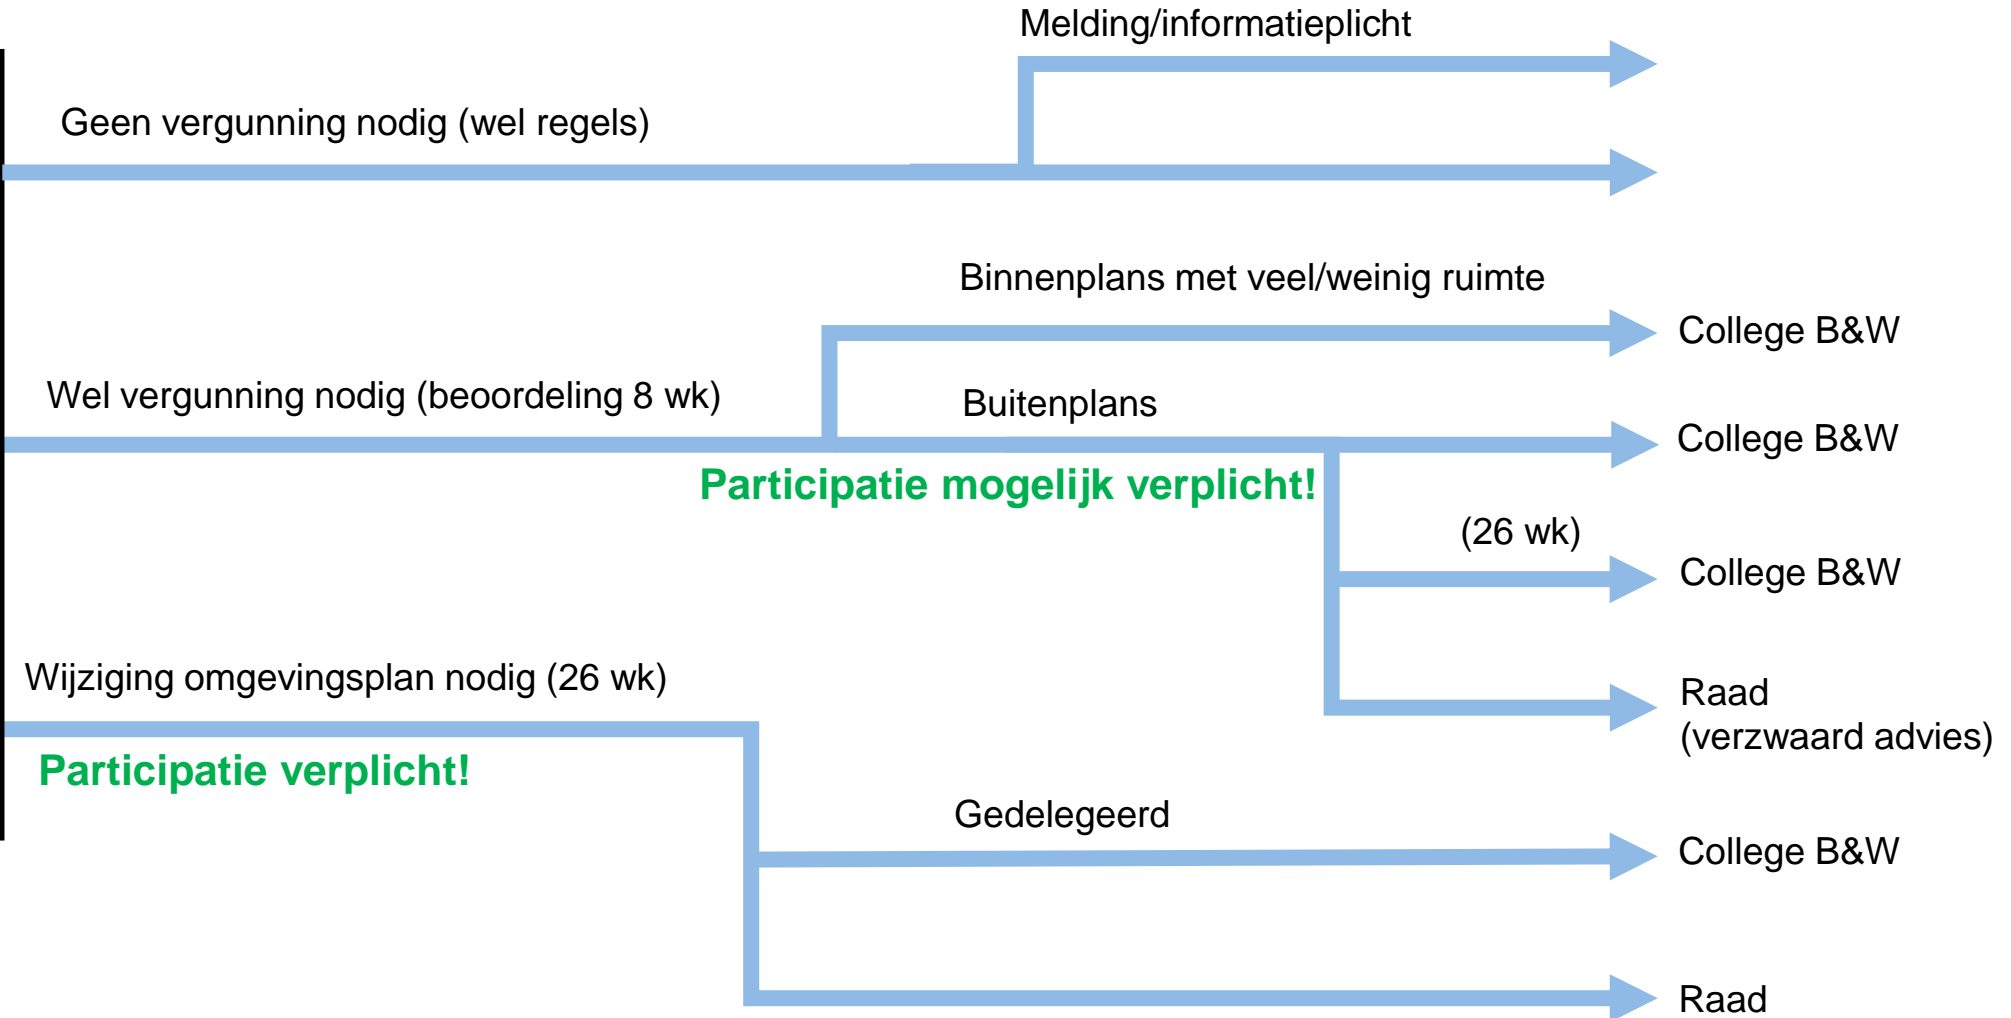 Melding/informatieplicht
Geen vergunning nodig (wel regels)
Binnenplans met veel/weinig ruimte
College B&W
Wel vergunning nodig (beoordeling 8 wk)
Buitenplans
College B&W
Participatie mogelijk verplicht!
(26 wk)
College B&W
Wijziging omgevingsplan nodig (26 wk)
Raad
(verzwaard advies)
Participatie verplicht!
Gedelegeerd
College B&W
Raad